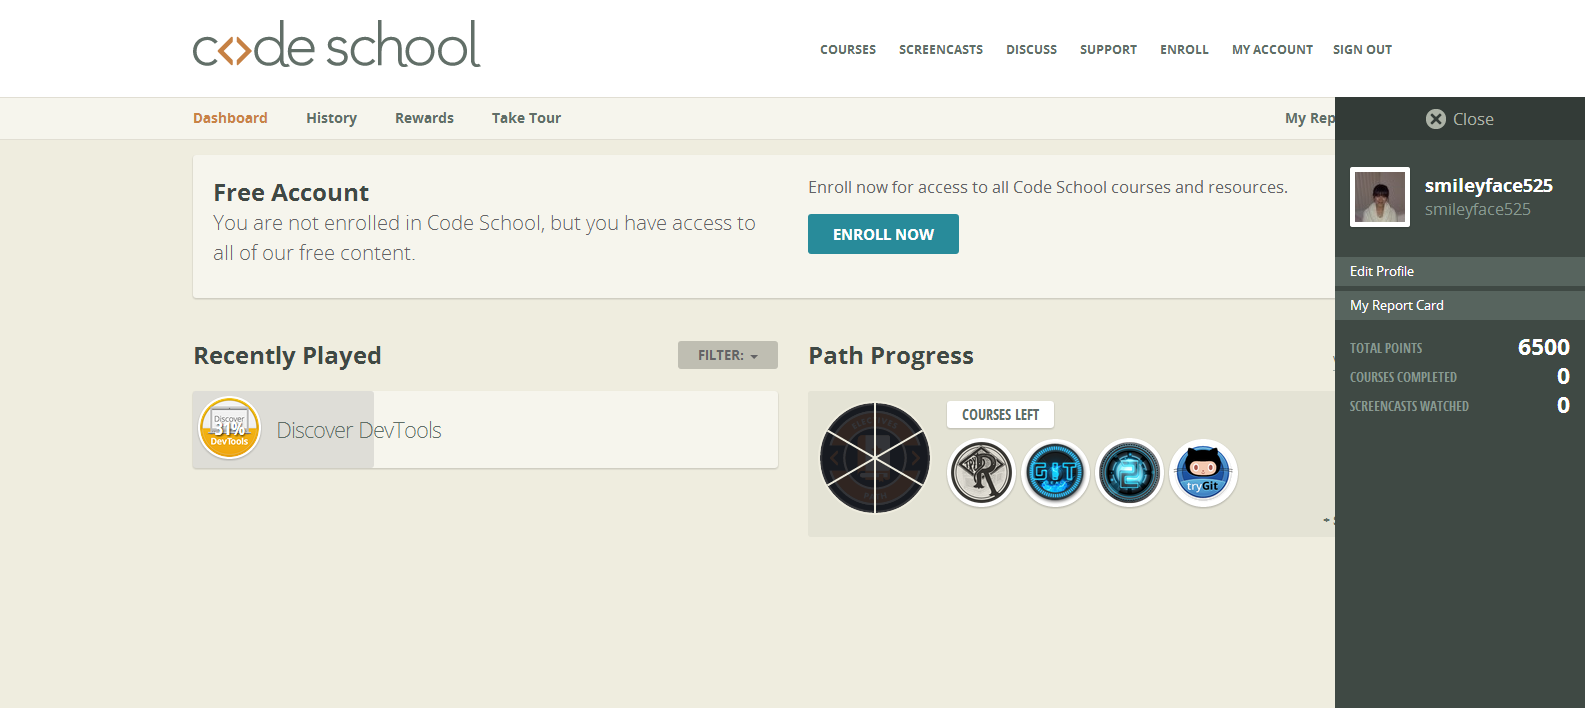 code school
COURSES SCREENCASTS DISCUSS SUPPORT ENROLL MY ACCOUNT SIGN OUT
Dashboard History Rewards Take Tour My Rep
Close
Free Account
You are not enrolled in Code School, but you have access to
all of our free content.
Enroll now for access to all Code School courses and resources.
ENROLL NOW
smileyface525
smileyface525
Edit Profile
My Report Card
TOTAL POINTS 6500
COURSES COMPLETED 0
SCREENCASTS WATCHED 0
Recently Played
FILTER:
Discover
31%
DevTools
Discover DevTools
Path Progress
COURSES LEFT
R
GIT
2
tryGit